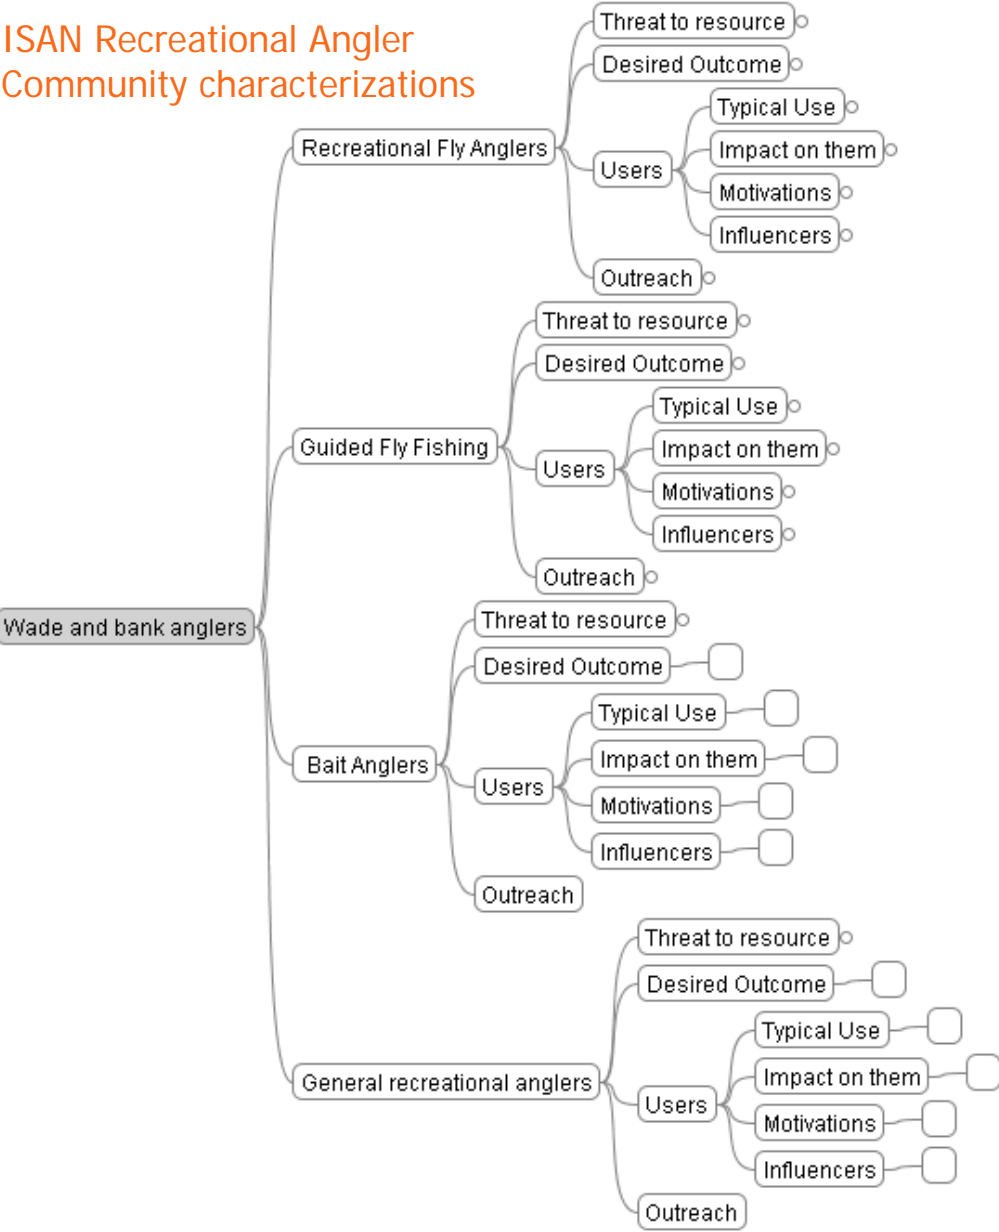 ISAN Recreational Angler
Community characterizations
Threat to resource
Desired Outcome
Typical Use
Recreational Fly Anglers
Impact on them
Users
Motivations
Influencers
Outreach
Threat to resource
Desired Outcome
Typical Use
Guided Fly Fishing
Impact on them
Users
Motivations
Influencers
Outreach
Wade and bank anglers
Threat to resource
Desired Outcome
Typical Use
Bait Anglers
Impact on them
Users
Motivations
Influencers
Outreach
Threat to resource
Desired Outcome
Typical Use
General recreational anglers
Impact on them
Users
Motivations
Influencers
Outreach